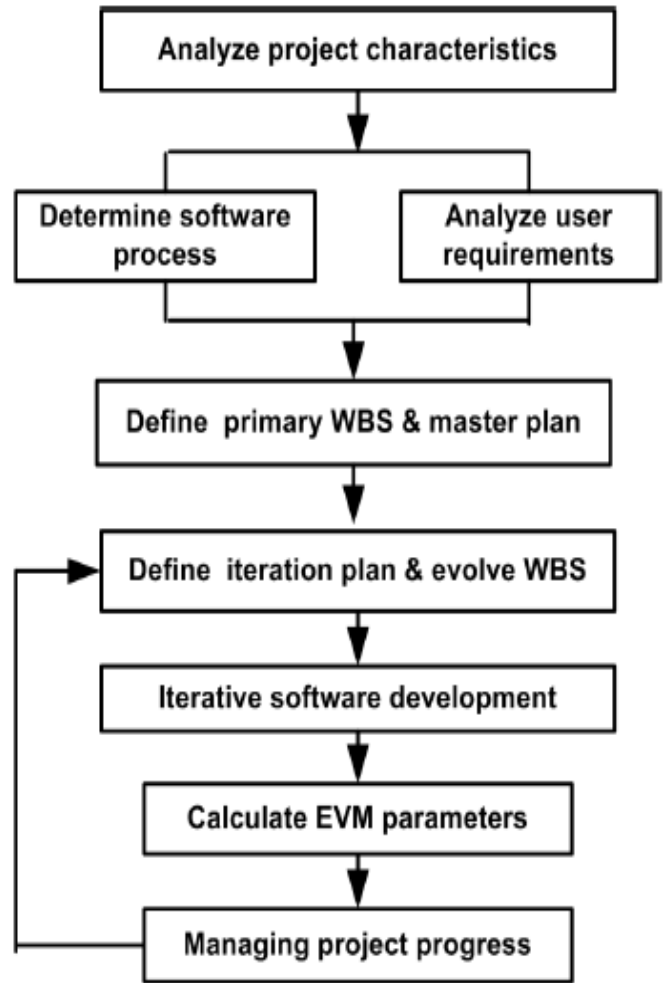 Analyze project characteristics
Determine software
process
Analyze user
requirements
Define primary WBS & master plan
Define iteration plan & evolve WBS
Iterative software development
Calculate EVM parameters
Managing project progress